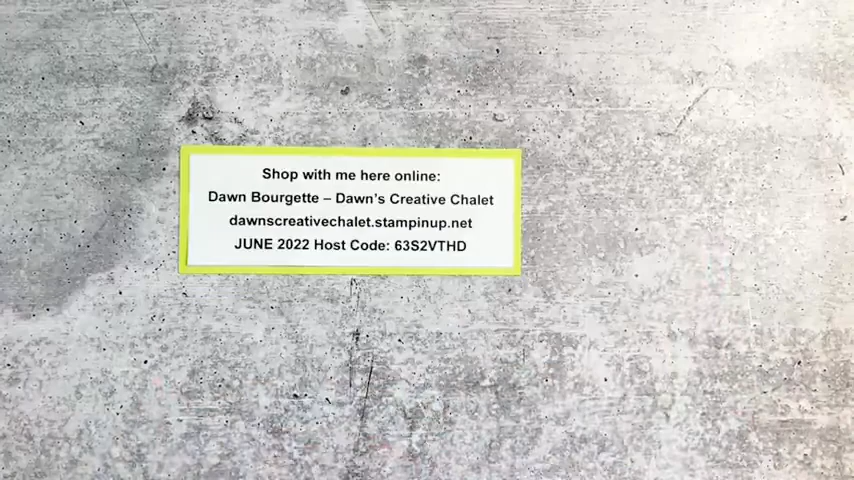 Shop with me here online:
Dawn Bourgette – Dawn's Creative Chalet
dawnscreativechalet.stampinup.net
JUNE 2022 Host Code: 63S2VTHD